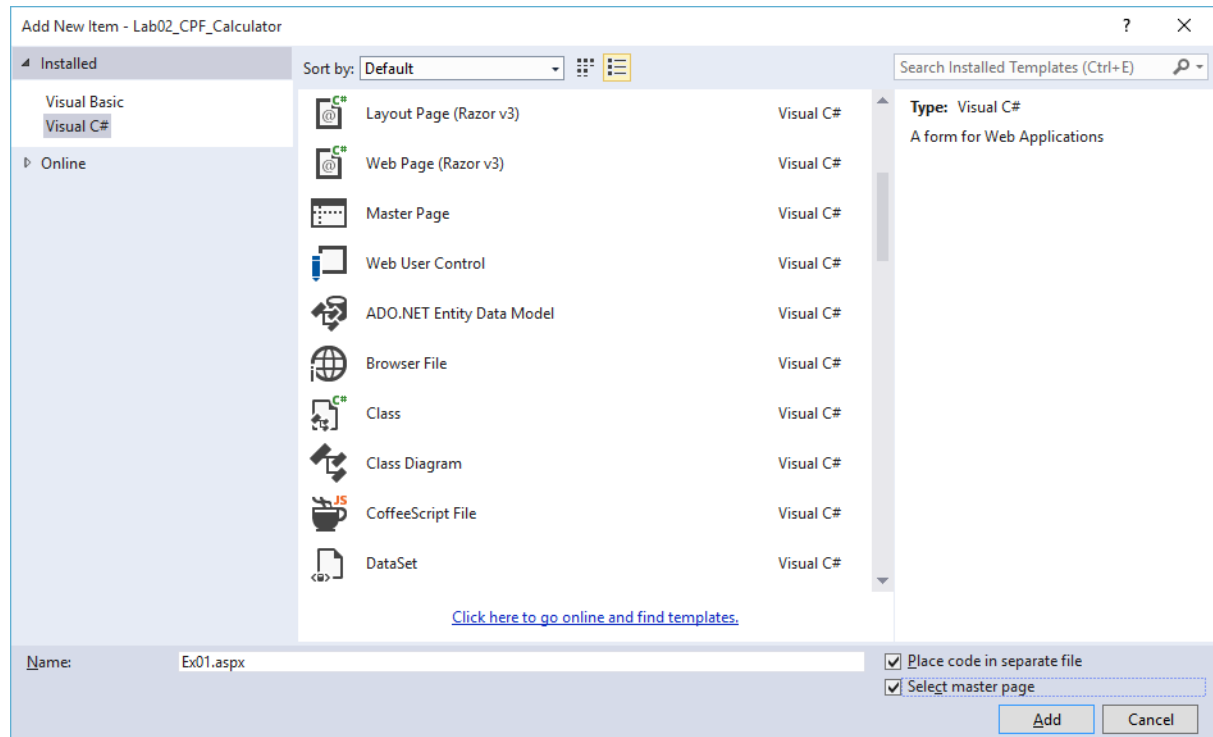 Add New Item - Lab02_CPF_Calculator
?
Installed
Sort by: Default
Search Installed Templates (Ctrl+E)
Visual Basic
Visual C#
Online
C#
@
Layout Page (Razor v3) Visual C#
C#
@
Web Page (Razor v3) Visual C#
Master Page Visual C#
Web User Control Visual C#
ADO.NET Entity Data Model Visual C#
Browser File Visual C#
C#
Class Visual C#
Class Diagram Visual C#
JS
CoffeeScript File Visual C#
DataSet Visual C#
Type: Visual C#
A form for Web Applications
Click here to go online and find templates.
Name: Ex01.aspx
Place code in separate file
Select master page
Add Cancel